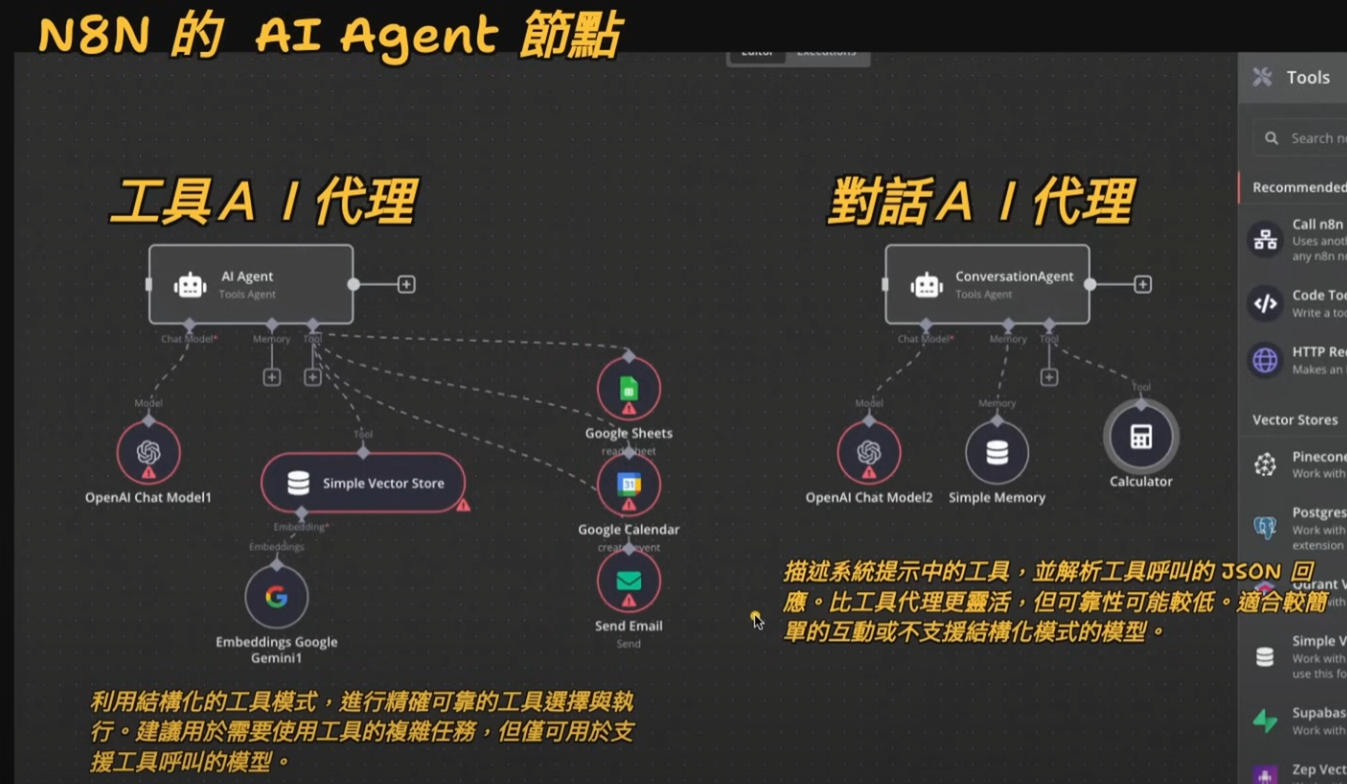 N8N 的 AI Agent 節點
Editor
Executions
Tools
工具AI代理
對話AI代理
Recommended
AI Agent
Tools Agent
ConversationAgent
Tools Agent
Call n8n
Uses
any n8n
Chat Model*
Memory
Tool
Chat Model*
Memory
Tool
Code
Write a
HTTP
Makes an
Model
Google Sheets
read: sheet
Model
Memory
Tool
Vector Stores
Tool
Simple Vector Store
OpenAI Chat Model1
Google Calendar
create: event
OpenAI Chat Model2
Simple Memory
Calculator
Pinecone
Work with
Embedding*
Embeddings
Postgres
Work with
extension
描述系統提示中的工具,並解析工具呼叫的 JSON 回
應。比工具代理更靈活,但可靠性可能較低。適合較簡
單的互動或不支援結構化模式的模型。
Send Email
Send
Embeddings Google
Gemini1
Simple
Work with
use this
利用結構化的工具模式,進行精確可靠的工具選擇與執
行。建議用於需要使用工具的複雜任務,但僅可用於支
援工具呼叫的模型。
Work with
Zep